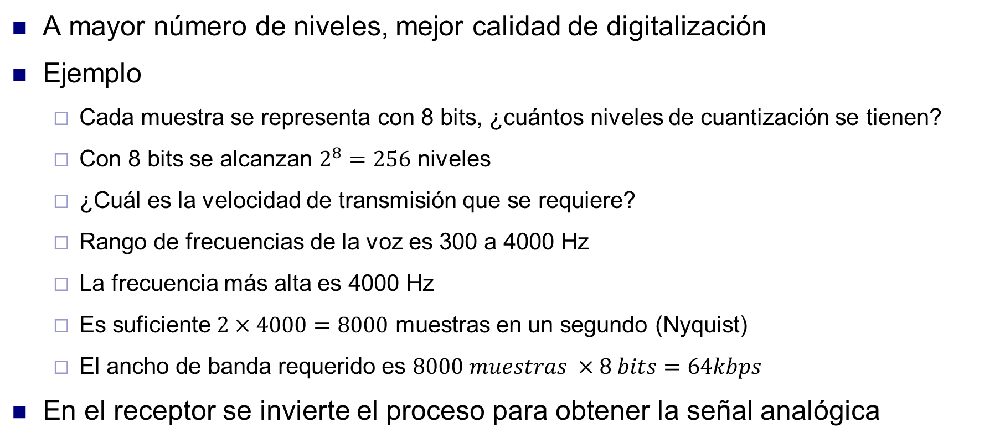 A mayor número de niveles, mejor calidad de digitalización
Ejemplo
Cada muestra se representa con 8 bits, ¿cuántos niveles de cuantización se tienen?
Con 8 bits se alcanzan 2⁸ = 256 niveles
¿Cuál es la velocidad de transmisión que se requiere?
Rango de frecuencias de la voz es 300 a 4000 Hz
La frecuencia más alta es 4000 Hz
Es suficiente 2 × 4000 = 8000 muestras en un segundo (Nyquist)
El ancho de banda requerido es 8000 muestras × 8 bits = 64kbps
En el receptor se invierte el proceso para obtener la señal analógica